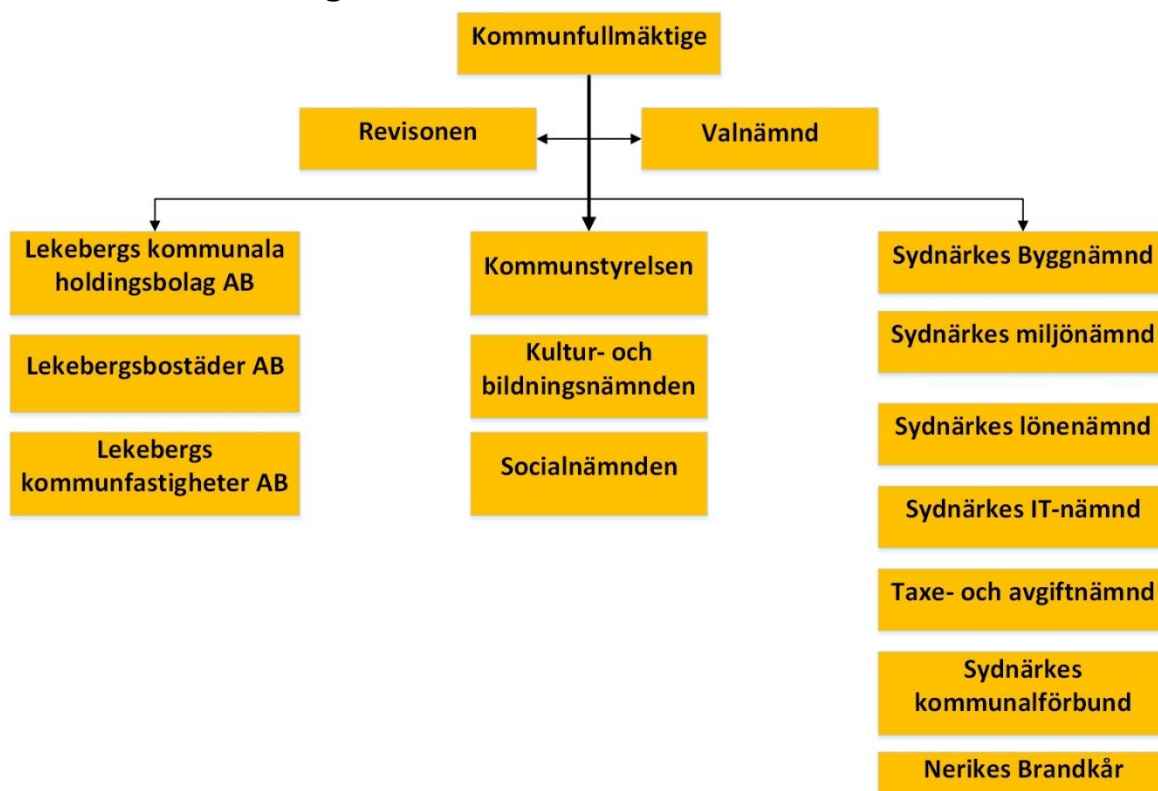 Kommunfullmäktige
Revisonen
Valnämnd
Lekebergs kommunala
holdingsbolag AB
Lekebergsbostäder AB
Lekebergs
kommunfastigheter AB
Kommunstyrelsen
Kultur- och
bildningsnämnden
Socialnämnden
Sydnärkes Byggnämnd
Sydnärkes miljönämnd
Sydnärkes lönenämnd
Sydnärkes IT-nämnd
Taxe- och avgiftnämnd
Sydnärkes
kommunalförbund
Nerikes Brandkår